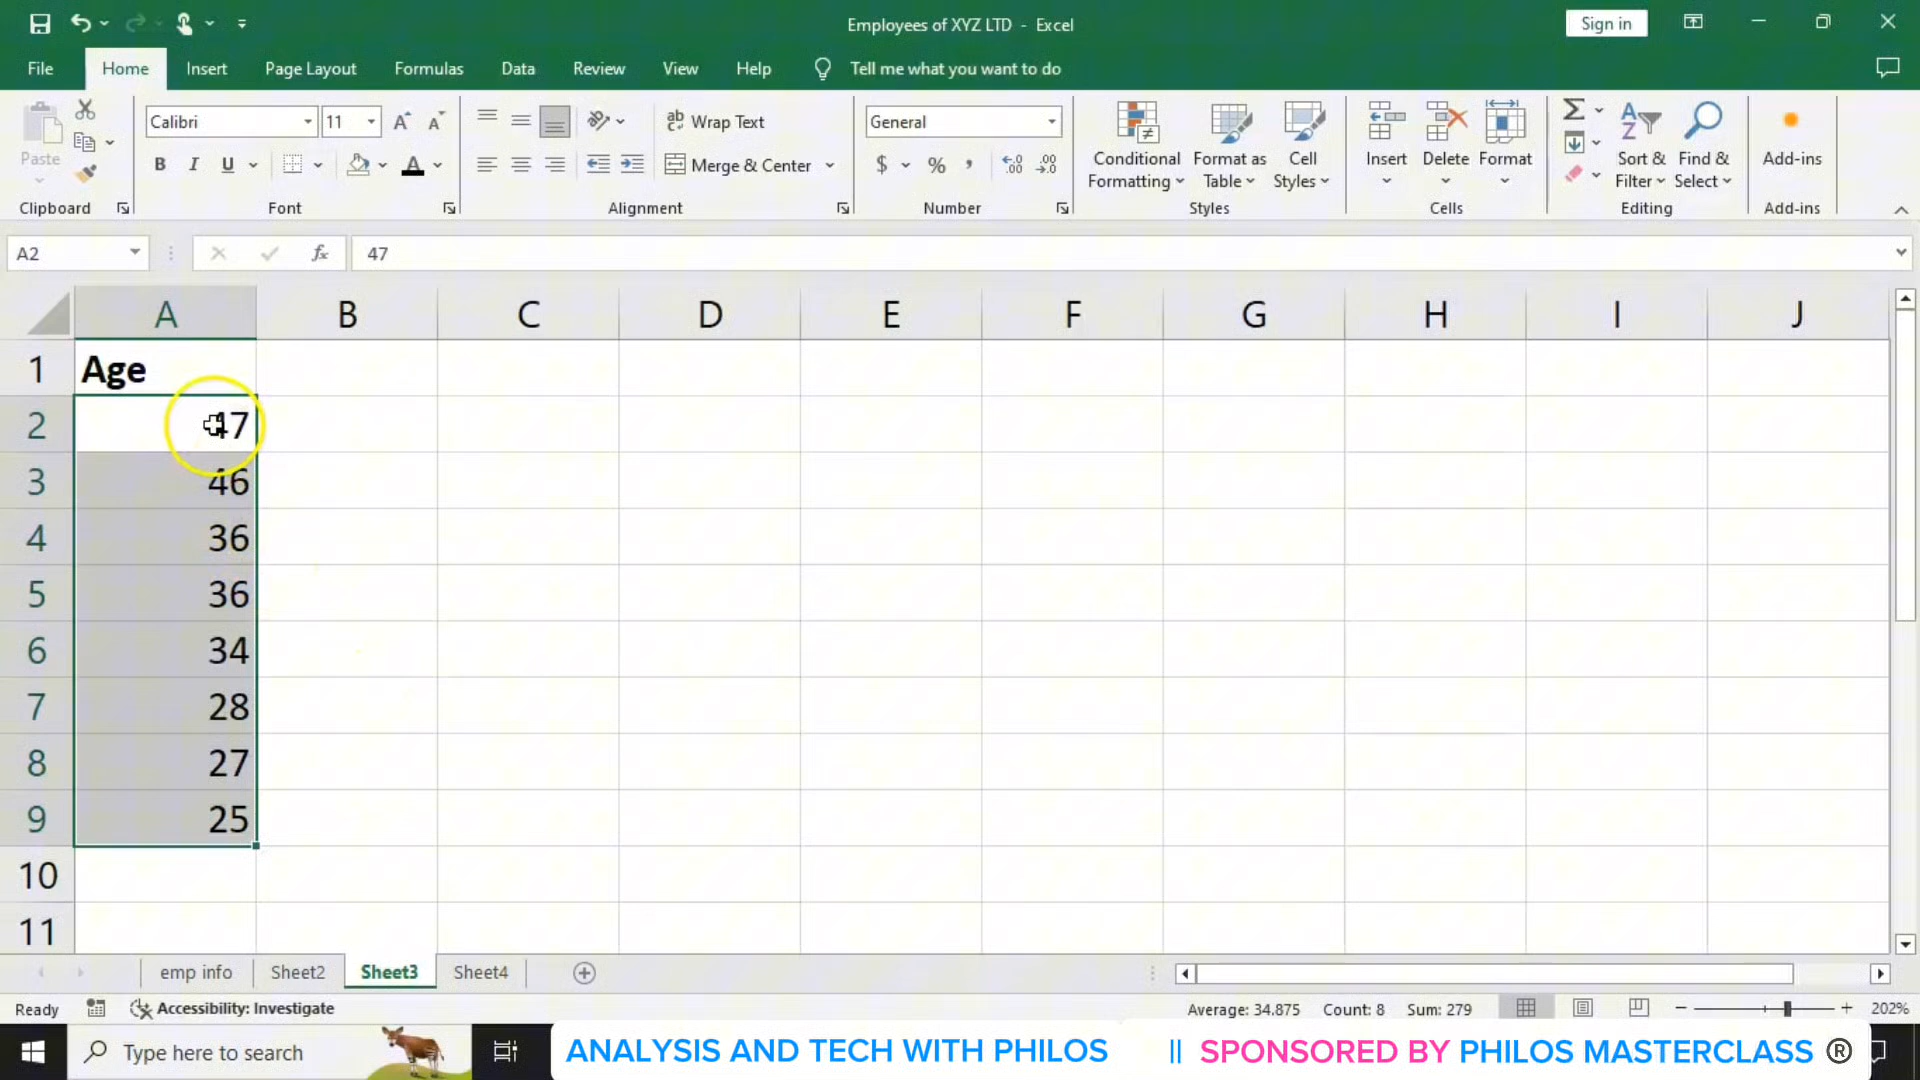 Employees of XYZ LTD - Excel
Sign in
File Home Insert Page Layout Formulas Data Review View Help Tell me what you want to do
Paste
Clipboard
Calibri 11
B I U A
Font
Wrap Text
Merge & Center
Alignment
General
$ % ,
Number
Conditional Formatting
Format as Table
Cell Styles
Styles
Insert Delete Format
Cells
Sort & Filter
Find & Select
Editing
Add-ins
Add-ins
A2 fx 47
A B C D E F G H I J
1 Age
2 47
3 46
4 36
5 36
6 34
7 28
8 27
9 25
10
11
emp info Sheet2 Sheet3 Sheet4
Ready Accessibility: Investigate Average: 34.875 Count: 8 Sum: 279 202%
Type here to search
ANALYSIS AND TECH WITH PHILOS || SPONSORED BY PHILOS MASTERCLASS ®